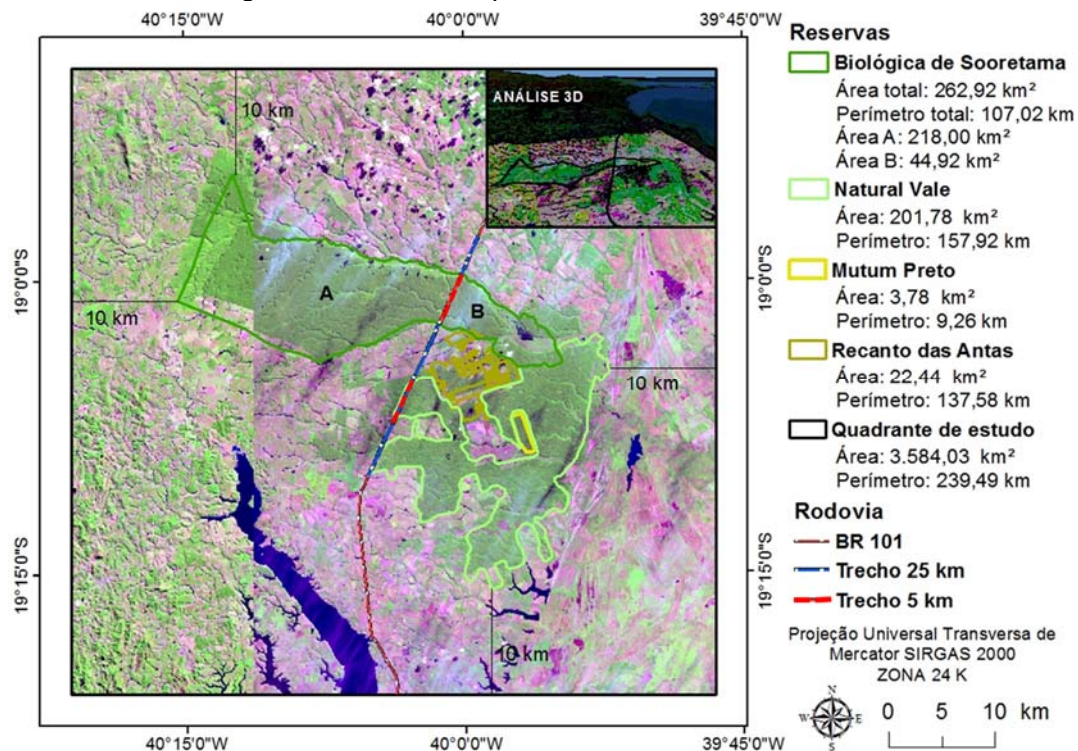 40°15'0"W 40°0'0"W 39°45'0"W
19°0'0"S
19°15'0"S
10 km
ANÁLISE 3D
A
B
10 km
10 km
10 km
19°0'0"S
19°15'0"S
40°15'0"W 40°0'0"W 39°45'0"W
Reservas
Biológica de Sooretama
Área total: 262,92 km²
Perímetro total: 107,02 km
Área A: 218,00 km²
Área B: 44,92 km²
Natural Vale
Área: 201,78 km²
Perímetro: 157,92 km
Mutum Preto
Área: 3,78 km²
Perímetro: 9,26 km
Recanto das Antas
Área: 22,44 km²
Perímetro: 137,58 km
Quadrante de estudo
Área: 3.584,03 km²
Perímetro: 239,49 km
Rodovia
BR 101
Trecho 25 km
Trecho 5 km
Projeção Universal Transversa de
Mercator SIRGAS 2000
ZONA 24 K
N
W E
S
0 5 10 km